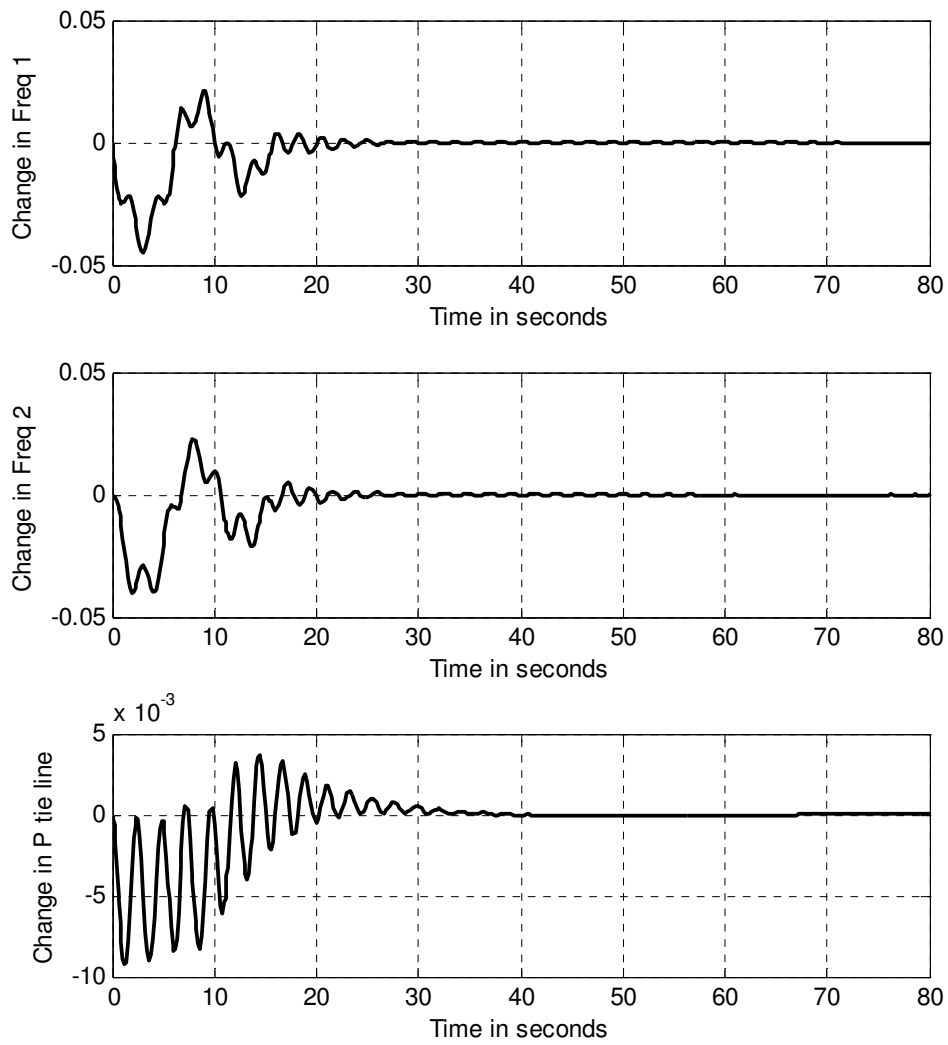 0.05
0
-0.05
Change in Freq 1
0 10 20 30 40 50 60 70 80
Time in seconds
0.05
0
-0.05
Change in Freq 2
0 10 20 30 40 50 60 70 80
Time in seconds
x 10^-3
5
0
-5
-10
Change in P tie line
0 10 20 30 40 50 60 70 80
Time in seconds